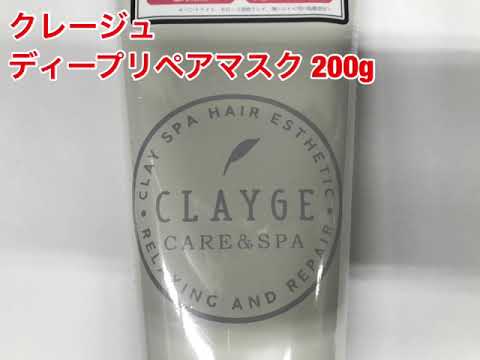 クレージュ
ディープリペアマスク 200g
CLAY SPA HAIR ESTHETIC
CLAYGE
CARE&SPA
RELAXING AND REPAIR